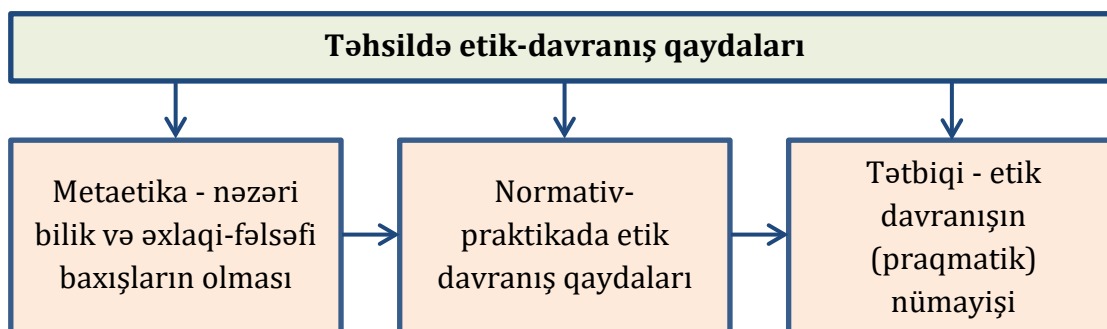 Təhsildə etik-davranış qaydaları
Metaetika - nəzəri
bilik və əxlaqi-fəlsəfi
baxışların olması
Normativ-
praktikada etik
davranış qaydaları
Tətbiqi - etik
davranışın
(praqmatik)
nümayişi